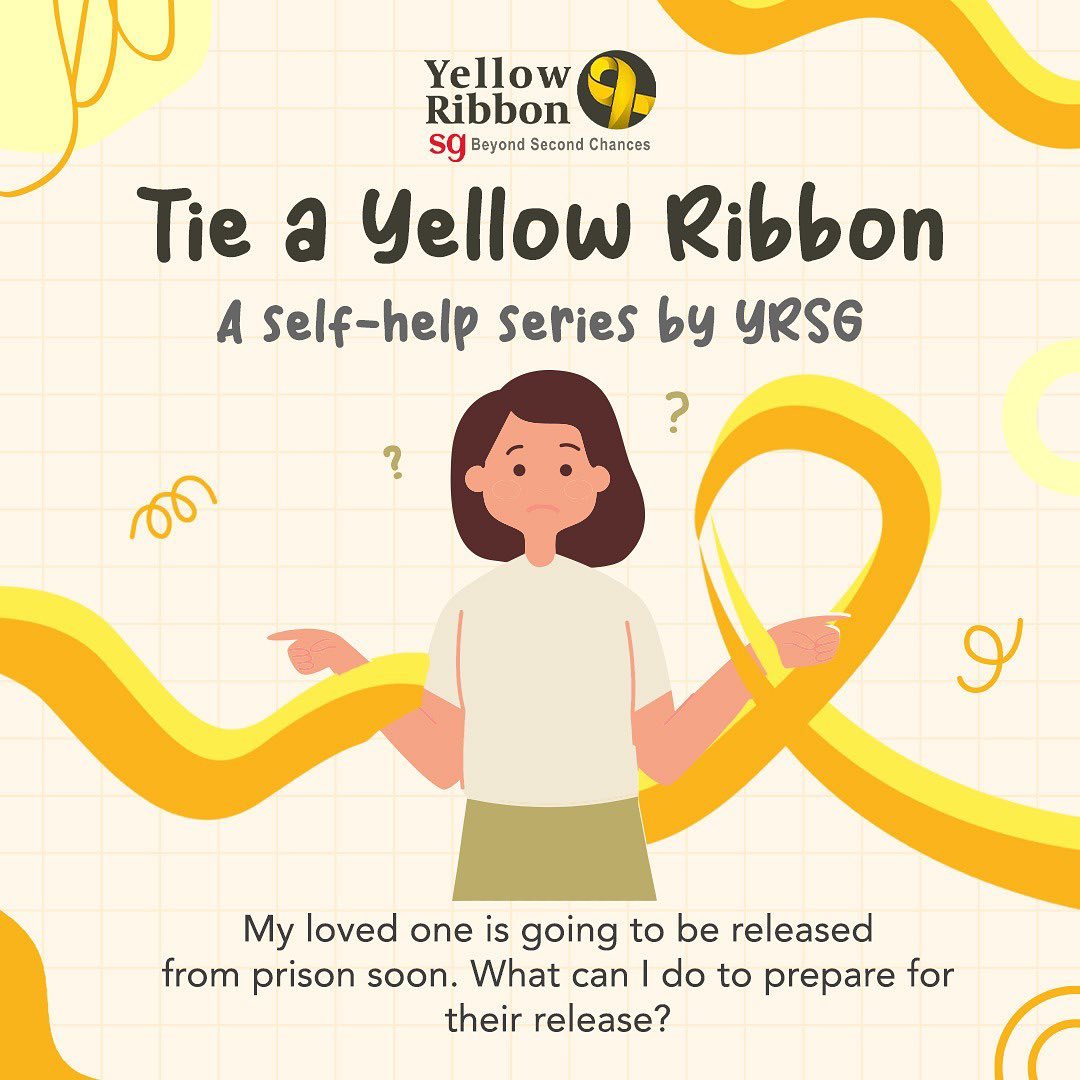 Yellow
Ribbon
sg Beyond Second Chances
Tie a Yellow Ribbon
A self-help series by YRSG
?
?
My loved one is going to be released
from prison soon. What can I do to prepare for
their release?